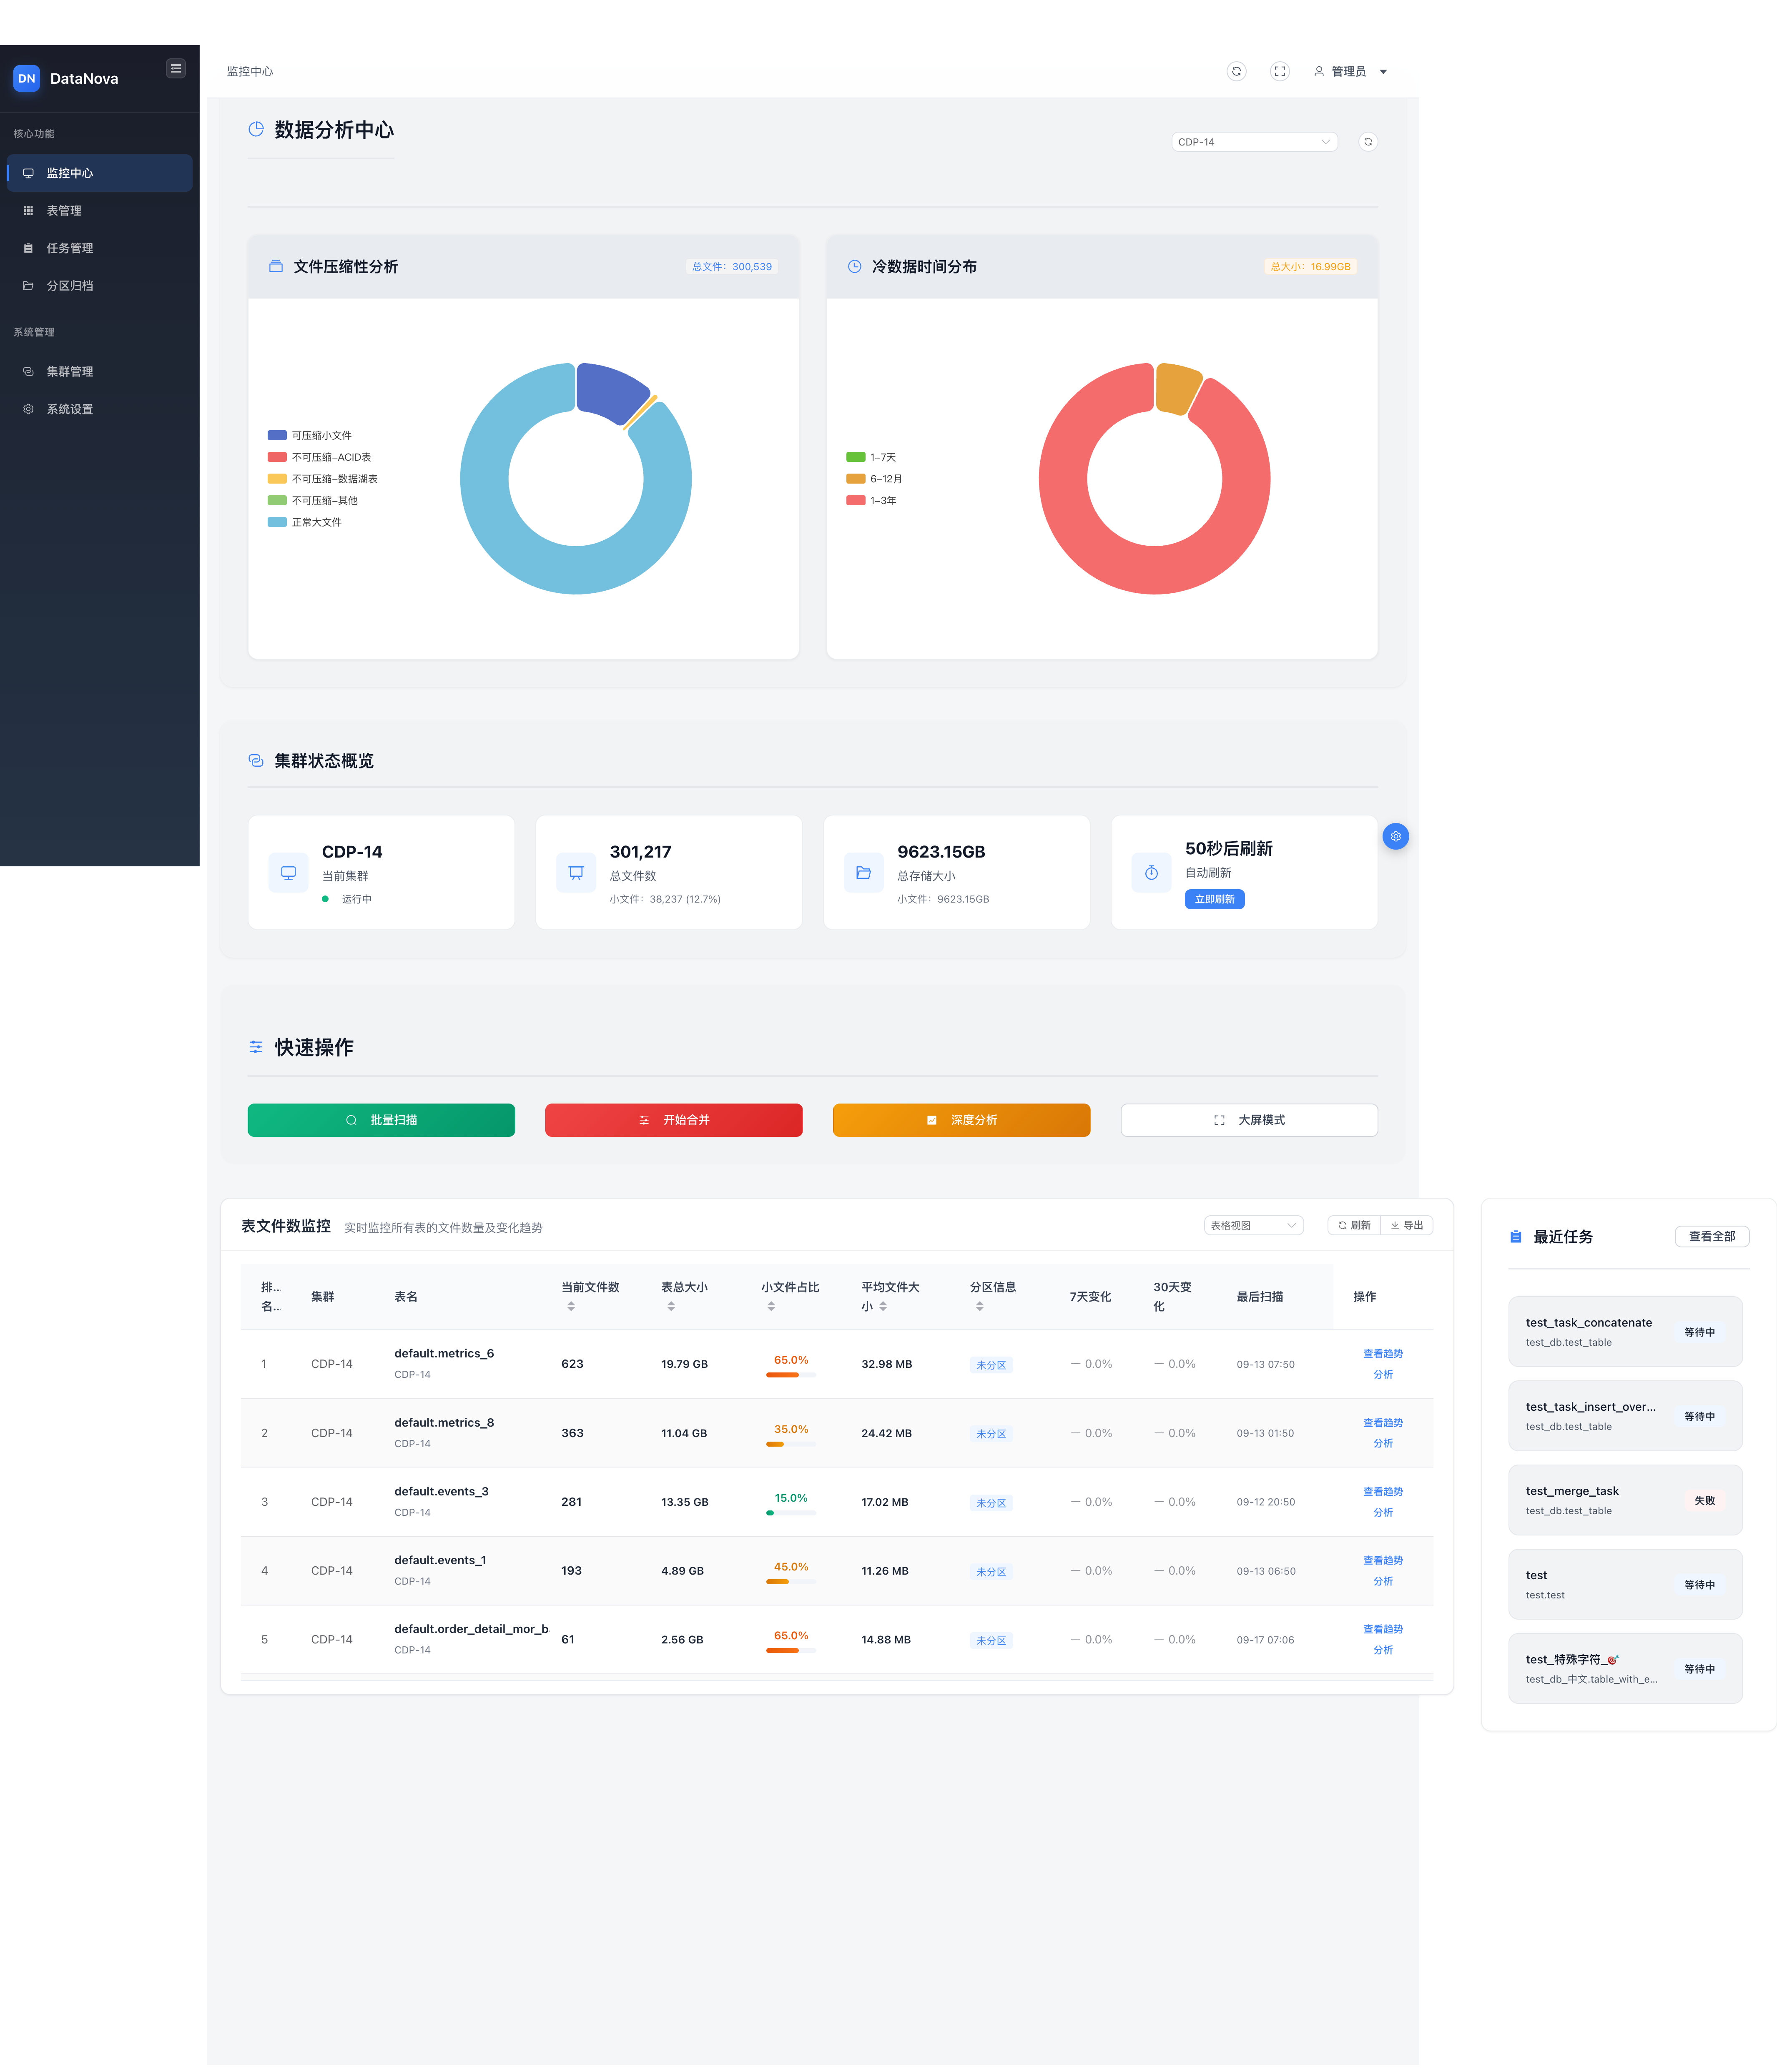 DN DataNova
核心功能
监控中心
表管理
任务管理
分区归档
系统管理
集群管理
系统设置
监控中心
管理员
数据分析中心
CDP-14
文件压缩性分析
总文件：300,539
可压缩小文件
不可压缩-ACID表
不可压缩-数据湖表
不可压缩-其他
正常大文件
冷数据时间分布
总大小：16.99GB
1-7天
6-12月
1-3年
集群状态概览
CDP-14
当前集群
运行中
301,217
总文件数
小文件：38,237 (12.7%)
9623.15GB
总存储大小
小文件：9623.15GB
50秒后刷新
自动刷新
立即刷新
快速操作
批量扫描
开始合并
深度分析
大屏模式
表文件数监控 实时监控所有表的文件数量及变化趋势
表格视图
刷新 导出
排...
名...
集群
表名
当前文件数
表总大小
小文件占比
平均文件大
小
分区信息
7天变化
30天变
化
最后扫描
操作
1 CDP-14 default.metrics_6 623 19.79 GB 65.0% 32.98 MB 未分区 0.0% 0.0% 09-13 07:50 查看趋势
CDP-14 分析
2 CDP-14 default.metrics_8 363 11.04 GB 35.0% 24.42 MB 未分区 0.0% 0.0% 09-13 01:50 查看趋势
CDP-14 分析
3 CDP-14 default.events_3 281 13.35 GB 15.0% 17.02 MB 未分区 0.0% 0.0% 09-12 20:50 查看趋势
CDP-14 分析
4 CDP-14 default.events_1 193 4.89 GB 45.0% 11.26 MB 未分区 0.0% 0.0% 09-13 06:50 查看趋势
CDP-14 分析
5 CDP-14 default.order_detail_mor_b 61 2.56 GB 65.0% 14.88 MB 未分区 0.0% 0.0% 09-17 07:06 查看趋势
CDP-14 分析
最近任务
查看全部
test_task_concatenate
test_db.test_table
等待中
test_task_insert_over...
test_db.test_table
等待中
test_merge_task
test_db.test_table
失败
test
test.test
等待中
test_特殊字符_🎯
test_db_中文.table_with_e...
等待中